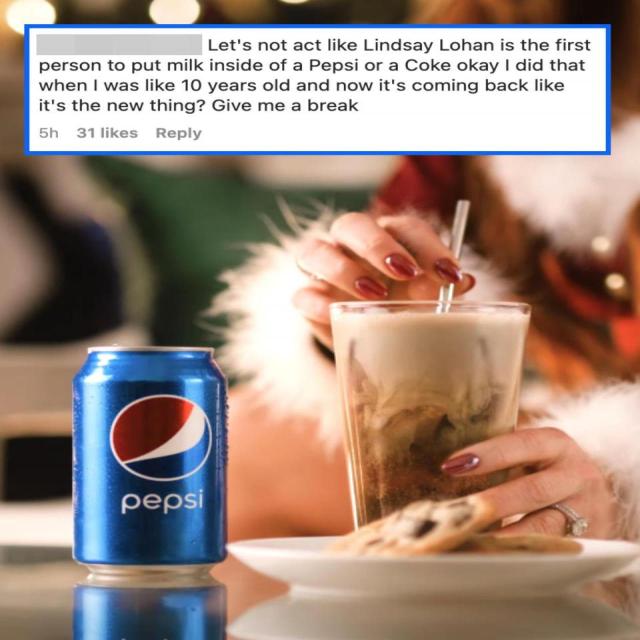 Let's not act like Lindsay Lohan is the first
person to put milk inside of a Pepsi or a Coke okay I did that
when I was like 10 years old and now it's coming back like
it's the new thing? Give me a break
5h 31 likes Reply
pepsi